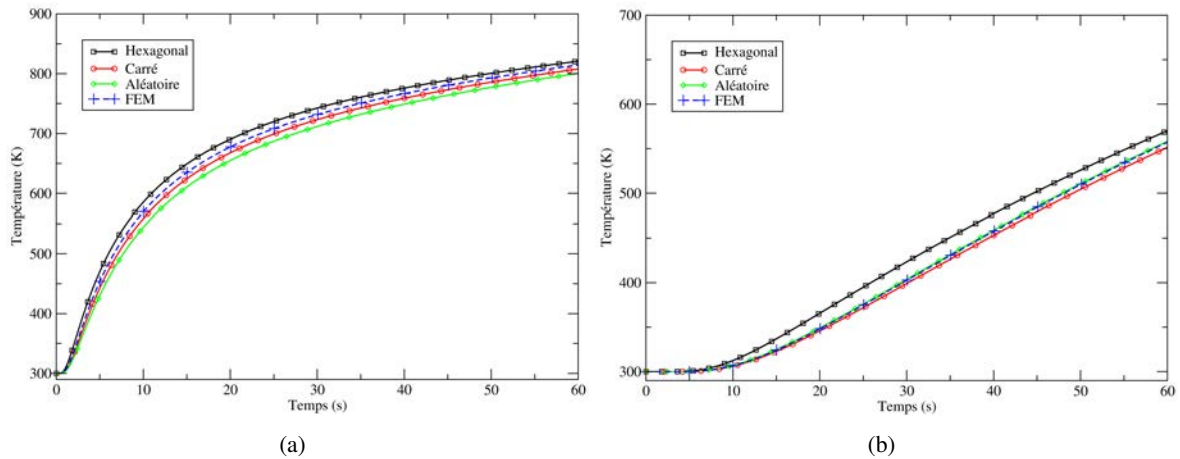 900
800
700
600
500
400
300
0 10 20 30 40 50 60
Température (K)
Temps (s)
Hexagonal
Carré
Aléatoire
FEM
(a)
700
600
500
400
300
0 10 20 30 40 50 60
Température (K)
Temps (s)
Hexagonal
Carré
Aléatoire
FEM
(b)